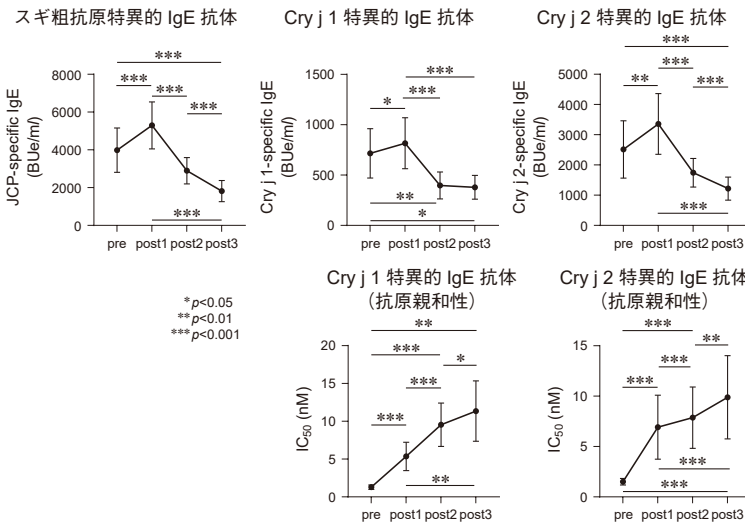 スギ粗抗原特異的 IgE 抗体
JCP-specific IgE
(BUe/ml)
8000
6000
4000
2000
0
***
***
***
***
***
pre post1 post2 post3
Cry j 1 特異的 IgE 抗体
Cry j 1-specific IgE
(BUe/ml)
1500
1000
500
0
***
***
*
**
*
pre post1 post2 post3
Cry j 2 特異的 IgE 抗体
Cry j 2-specific IgE
(BUe/ml)
5000
4000
3000
2000
1000
0
***
***
**
***
***
pre post1 post2 post3
*p<0.05
**p<0.01
***p<0.001
Cry j 1 特異的 IgE 抗体
（抗原親和性）
IC50 (nM)
20
15
10
5
0
**
***
*
***
***
**
pre post1 post2 post3
Cry j 2 特異的 IgE 抗体
（抗原親和性）
IC50 (nM)
15
10
5
0
***
**
***
***
***
***
pre post1 post2 post3